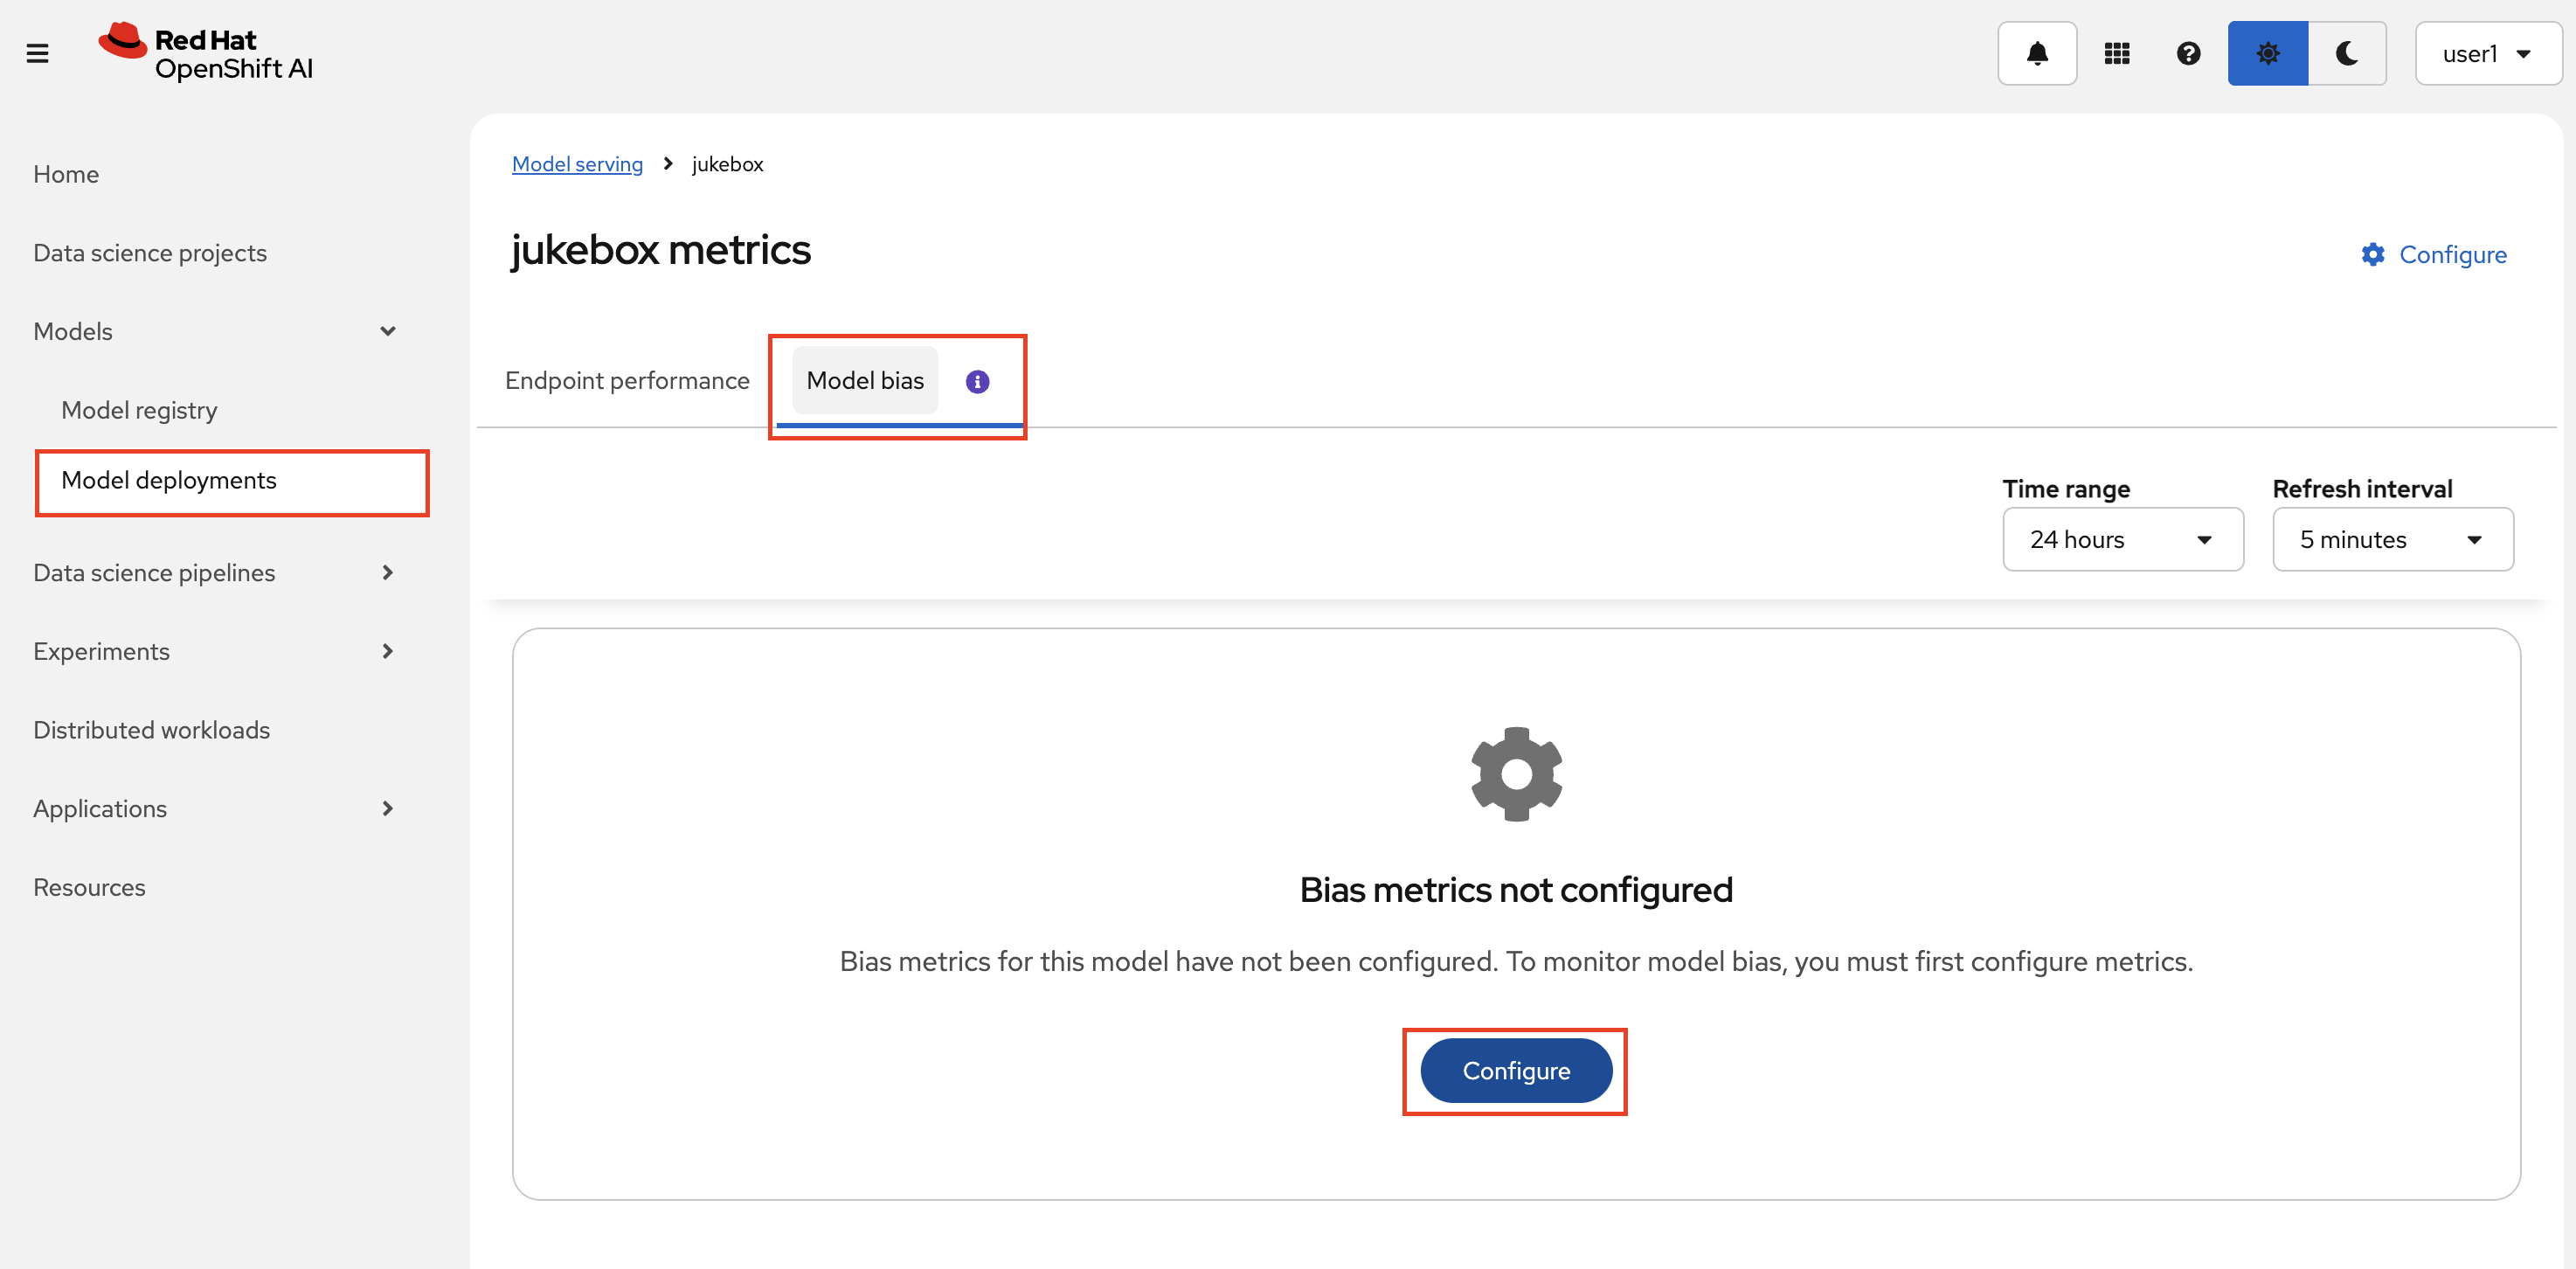 Red Hat
OpenShift AI
user1
Home
Data science projects
Models
Model registry
Model deployments
Data science pipelines
Experiments
Distributed workloads
Applications
Resources
Model serving > jukebox
jukebox metrics
Configure
Endpoint performance
Model bias
Time range
Refresh interval
24 hours
5 minutes
Bias metrics not configured
Bias metrics for this model have not been configured. To monitor model bias, you must first configure metrics.
Configure